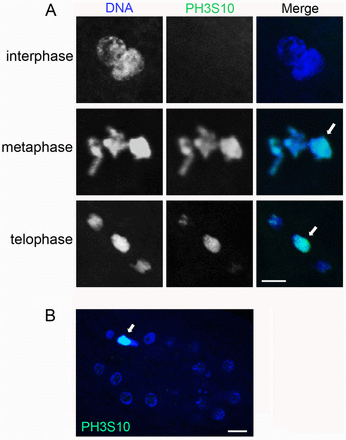 A DNA PH3S10 Merge
interphase
metaphase
telophase
B
PH3S10